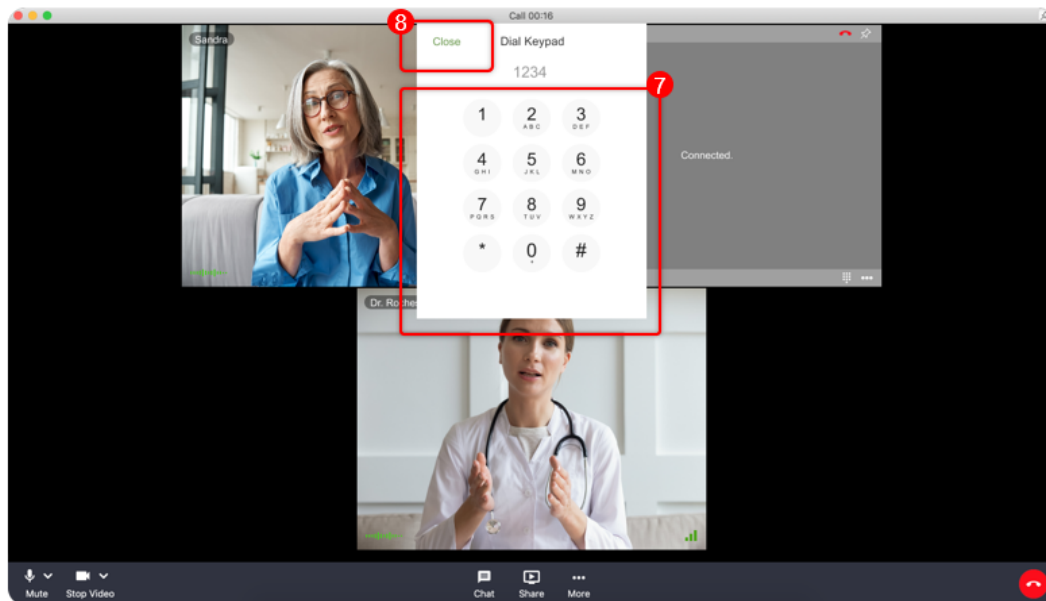 Call 00:16
8
Sandra
Close
Dial Keypad
1234
7
1
2
ABC
3
DEF
4
GHI
5
JKL
6
MNO
7
PQRS
8
TUV
9
WXYZ
*
0
+
#
Connected.
Dr.
Mute
Stop Video
Chat
Share
More